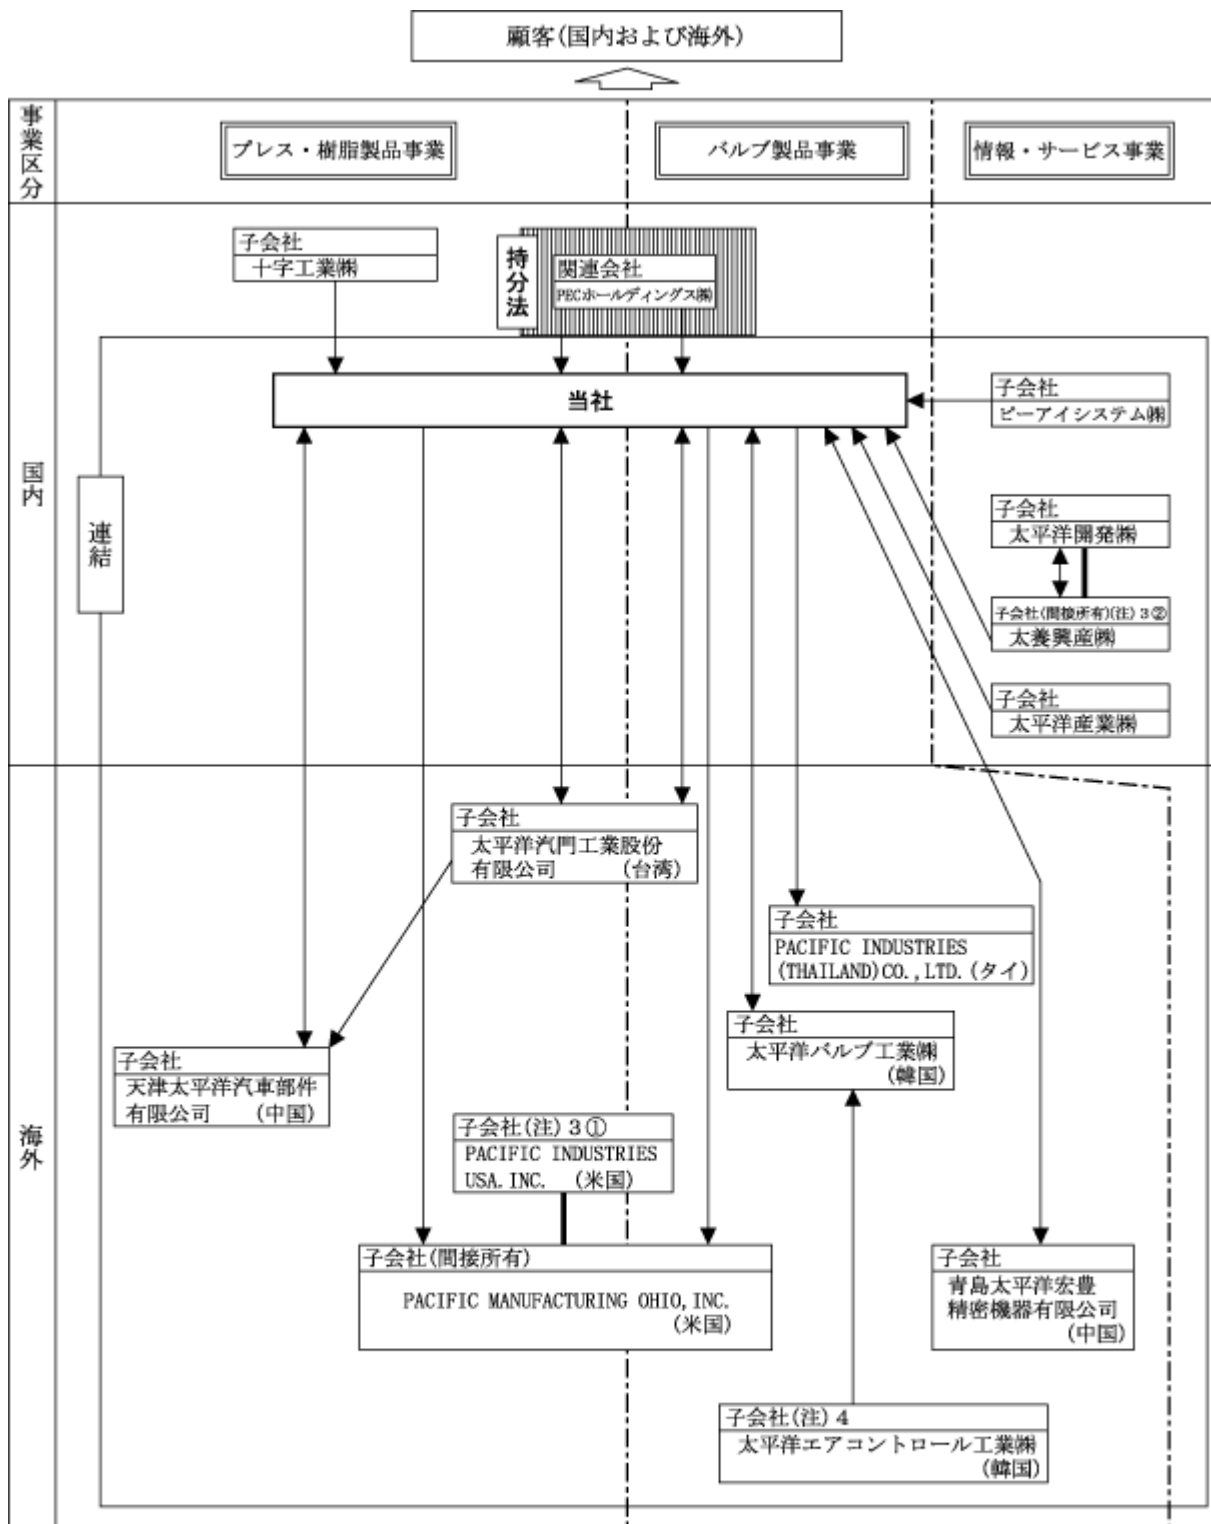 顧客(国内および海外)
事業区分
プレス・樹脂製品事業
バルブ製品事業
情報・サービス事業
国内
子会社
十字工業㈱
持分法
関連会社
PECホールディングス㈱
当社
子会社
ピーアイシステム㈱
連結
子会社
太平洋開発㈱
子会社(間接所有)(注)3②
太養興産㈱
子会社
太平洋産業㈱
海外
子会社
太平洋汽門工業股份
有限公司 (台湾)
子会社
PACIFIC INDUSTRIES
(THAILAND)CO.,LTD.(タイ)
子会社
太平洋バルブ工業㈱
(韓国)
子会社
天津太平洋汽車部件
有限公司 (中国)
子会社(注)3①
PACIFIC INDUSTRIES
USA.INC. (米国)
子会社(間接所有)
PACIFIC MANUFACTURING OHIO,INC.
(米国)
子会社
青島太平洋宏豊
精密機器有限公司
(中国)
子会社(注)4
太平洋エアコントロール工業㈱
(韓国)